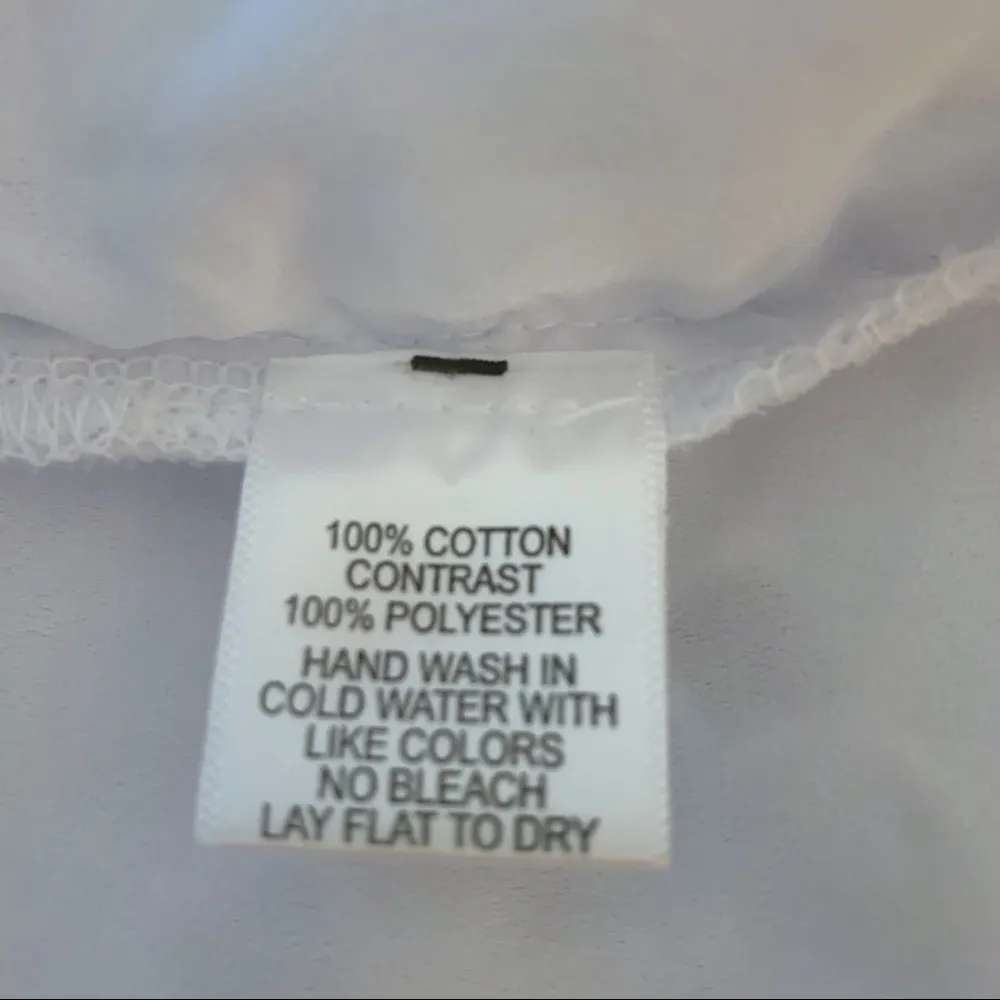 100% COTTON
CONTRAST
100% POLYESTER
HAND WASH IN
COLD WATER WITH
LIKE COLORS
NO BLEACH
LAY FLAT TO DRY